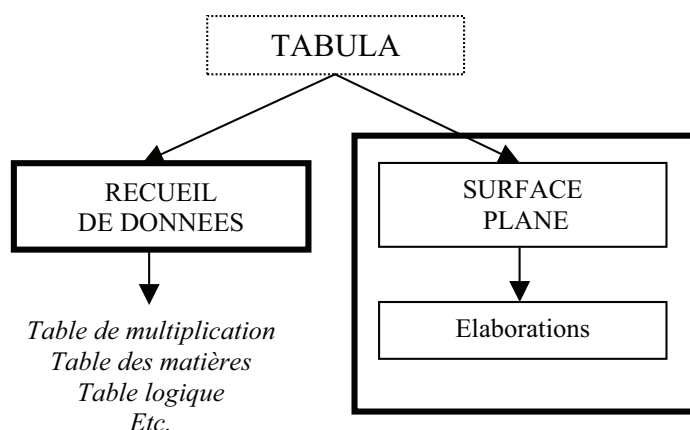 TABULA
RECUEIL
DE DONNEES
SURFACE
PLANE
Elaborations
Table de multiplication
Table des matières
Table logique
Etc.